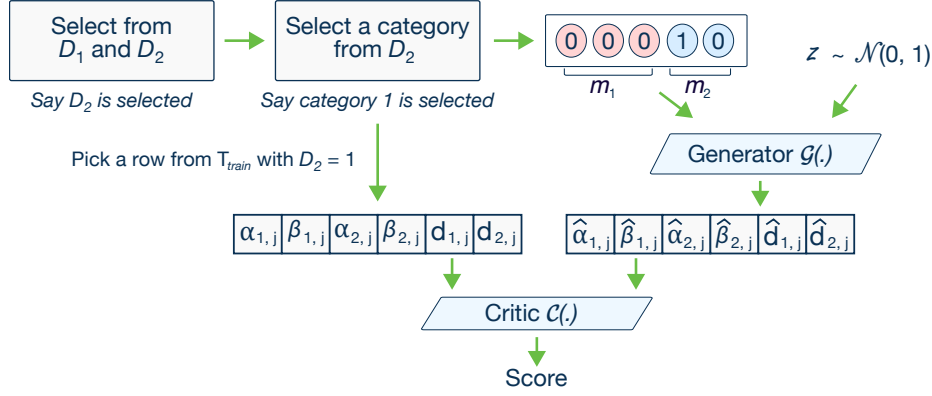 Select from
D₁ and D₂
Select a category
from D₂
0 0 0 1 0
m₁
m₂
z ~ 𝒩(0, 1)
Say D₂ is selected
Say category 1 is selected
Pick a row from T_train with D₂ = 1
Generator 𝒢(.)
α₁, j β₁, j α₂, j β₂, j d₁, j d₂, j
α̂₁, j β̂₁, j α̂₂, j β̂₂, j d̂₁, j d̂₂, j
Critic 𝒞(.)
Score